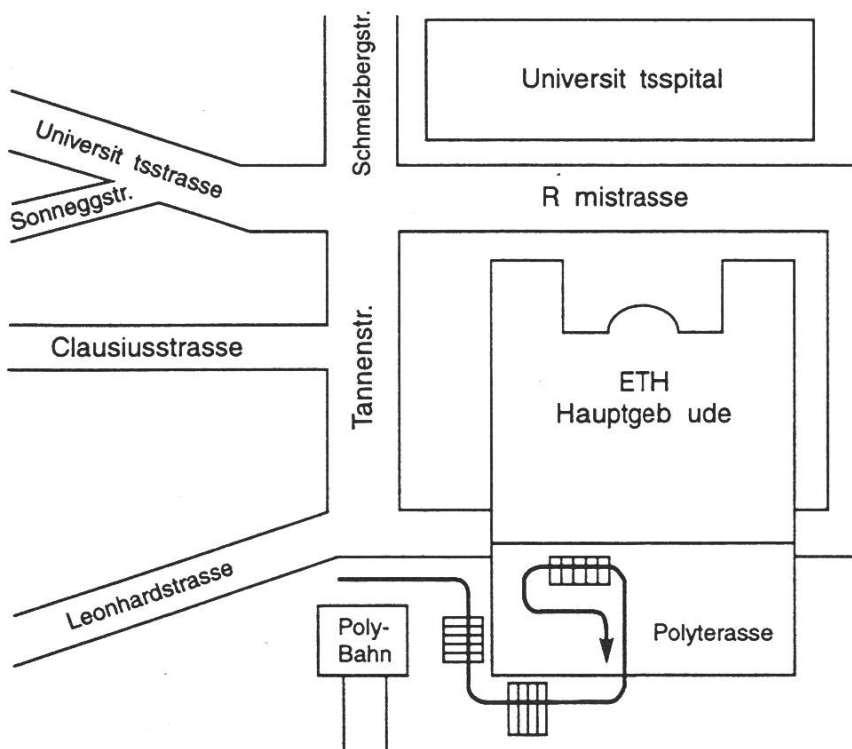 Schmelzbergstr.
Universit tsspital
Universit tsstrasse
Sonneggstr.
R mistrasse
Clausiusstrasse
Tannenstr.
ETH
Hauptgeb ude
Leonhardstrasse
Poly-
Bahn
Polyterasse